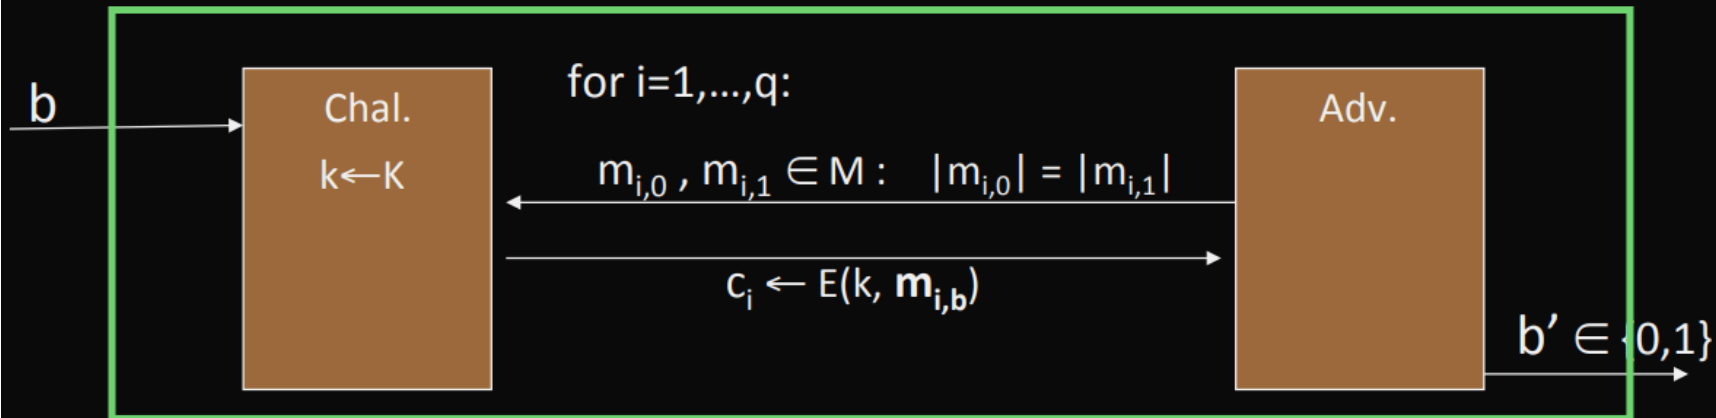 b
Chal.
k←K
for i=1,...,q:
m_{i,0} , m_{i,1} ∈ M : |m_{i,0}| = |m_{i,1}|
c_i ← E(k, m_{i,b})
Adv.
b’ ∈ {0,1}